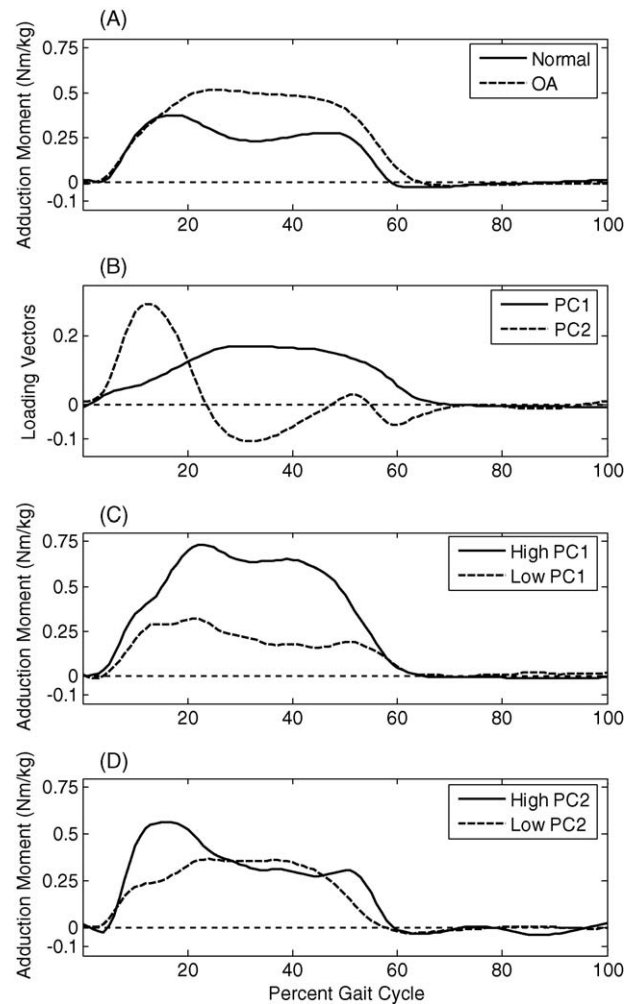 (A)
Adduction Moment (Nm/kg)
0.75
0.5
0.25
0
-0.1
Normal
OA
20
40
60
80
100
(B)
Loading Vectors
0.2
0
-0.1
PC1
PC2
20
40
60
80
100
(C)
Adduction Moment (Nm/kg)
0.75
0.5
0.25
0
-0.1
High PC1
Low PC1
20
40
60
80
100
(D)
Adduction Moment (Nm/kg)
0.75
0.5
0.25
0
-0.1
High PC2
Low PC2
20
40
60
80
100
Percent Gait Cycle